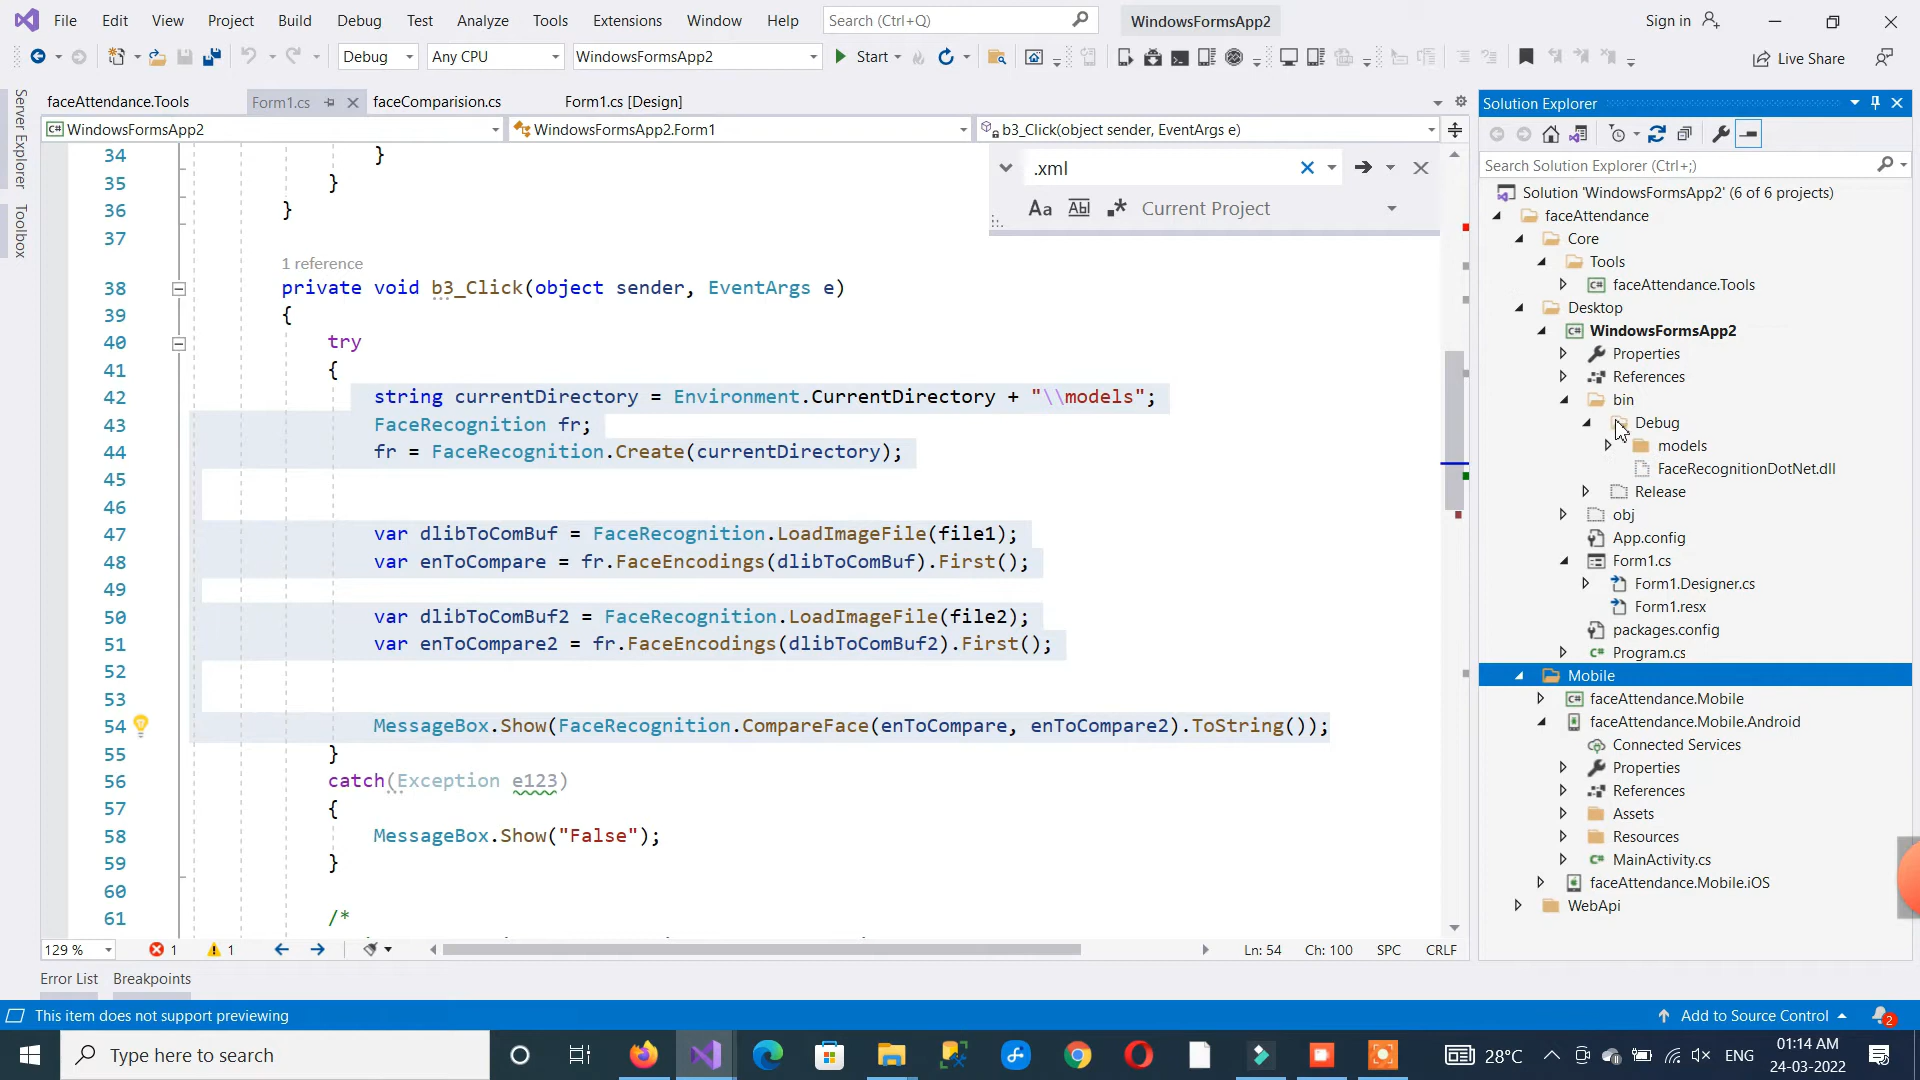 File Edit View Project Build Debug Test Analyze Tools Extensions Window Help Search (Ctrl+Q) WindowsFormsApp2 Sign in
Debug Any CPU WindowsFormsApp2 Start Live Share
Server Explorer
Toolbox
faceAttendance.Tools Form1.cs faceComparision.cs Form1.cs [Design]
WindowsFormsApp2 WindowsFormsApp2.Form1 b3_Click(object sender, EventArgs e)
.xml
Aa Abl Current Project
34 }
35 }
36 }
37
1 reference
38 private void b3_Click(object sender, EventArgs e)
39 {
40 try
41 {
42 string currentDirectory = Environment.CurrentDirectory + "\\models";
43 FaceRecognition fr;
44 fr = FaceRecognition.Create(currentDirectory);
45
46
47 var dlibToComBuf = FaceRecognition.LoadImageFile(file1);
48 var enToCompare = fr.FaceEncodings(dlibToComBuf).First();
49
50 var dlibToComBuf2 = FaceRecognition.LoadImageFile(file2);
51 var enToCompare2 = fr.FaceEncodings(dlibToComBuf2).First();
52
53
54 MessageBox.Show(FaceRecognition.CompareFace(enToCompare, enToCompare2).ToString());
55 }
56 catch(Exception e123)
57 {
58 MessageBox.Show("False");
59 }
60
61 /*
129 % 1 1 Ln: 54 Ch: 100 SPC CRLF
Error List Breakpoints
Solution Explorer
Search Solution Explorer (Ctrl+;)
Solution 'WindowsFormsApp2' (6 of 6 projects)
faceAttendance
Core
Tools
C# faceAttendance.Tools
Desktop
C# WindowsFormsApp2
Properties
References
bin
Debug
models
FaceRecognitionDotNet.dll
Release
obj
App.config
Form1.cs
Form1.Designer.cs
Form1.resx
packages.config
C# Program.cs
Mobile
C# faceAttendance.Mobile
faceAttendance.Mobile.Android
Connected Services
Properties
References
Assets
Resources
C# MainActivity.cs
faceAttendance.Mobile.iOS
WebApi
This item does not support previewing Add to Source Control 2
Type here to search 28°C ENG 01:14 AM
24-03-2022